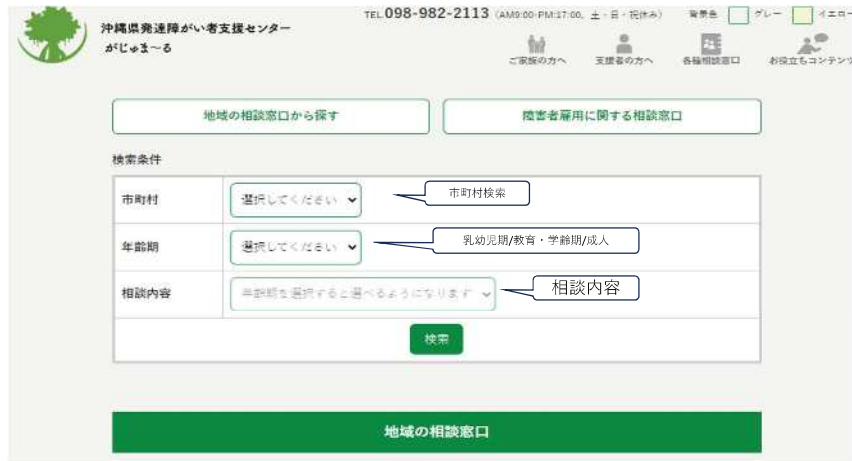 沖縄県発達障がい者支援センター
がじゅま～る
TEL.098-982-2113 (AM9:00-PM:17:00、土・日・祝休み)
背景色 グレー イエロー
ご家族の方へ 支援者の方へ 各種相談窓口 お役立ちコンテンツ
地域の相談窓口から探す 障害者雇用に関する相談窓口
検索条件
市町村 選択してください 市町村検索
年齢期 選択してください 乳幼児期/教育・学齢期/成人
相談内容 年齢期を選択すると選べるようになります 相談内容
検索
地域の相談窓口